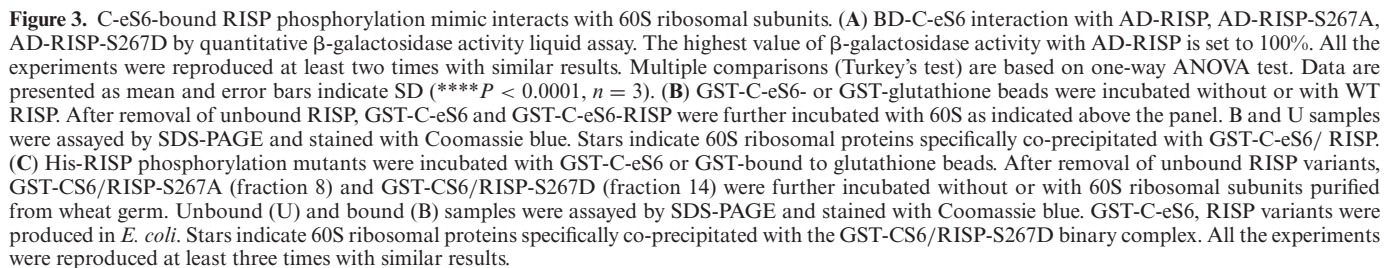 Figure 3. C-eS6-bound RISP phosphorylation mimic interacts with 60S ribosomal subunits. (A) BD-C-eS6 interaction with AD-RISP, AD-RISP-S267A,
AD-RISP-S267D by quantitative β-galactosidase activity liquid assay. The highest value of β-galactosidase activity with AD-RISP is set to 100%. All the
experiments were reproduced at least two times with similar results. Multiple comparisons (Turkey's test) are based on one-way ANOVA test. Data are
presented as mean and error bars indicate SD (****P < 0.0001, n = 3). (B) GST-C-eS6- or GST-glutathione beads were incubated without or with WT
RISP. After removal of unbound RISP, GST-C-eS6 and GST-C-eS6-RISP were further incubated with 60S as indicated above the panel. B and U samples
were assayed by SDS-PAGE and stained with Coomassie blue. Stars indicate 60S ribosomal proteins specifically co-precipitated with GST-C-eS6/ RISP.
(C) His-RISP phosphorylation mutants were incubated with GST-C-eS6 or GST-bound to glutathione beads. After removal of unbound RISP variants,
GST-CS6/RISP-S267A (fraction 8) and GST-CS6/RISP-S267D (fraction 14) were further incubated without or with 60S ribosomal subunits purified
from wheat germ. Unbound (U) and bound (B) samples were assayed by SDS-PAGE and stained with Coomassie blue. GST-C-eS6, RISP variants were
produced in E. coli. Stars indicate 60S ribosomal proteins specifically co-precipitated with the GST-CS6/RISP-S267D binary complex. All the experiments
were reproduced at least three times with similar results.